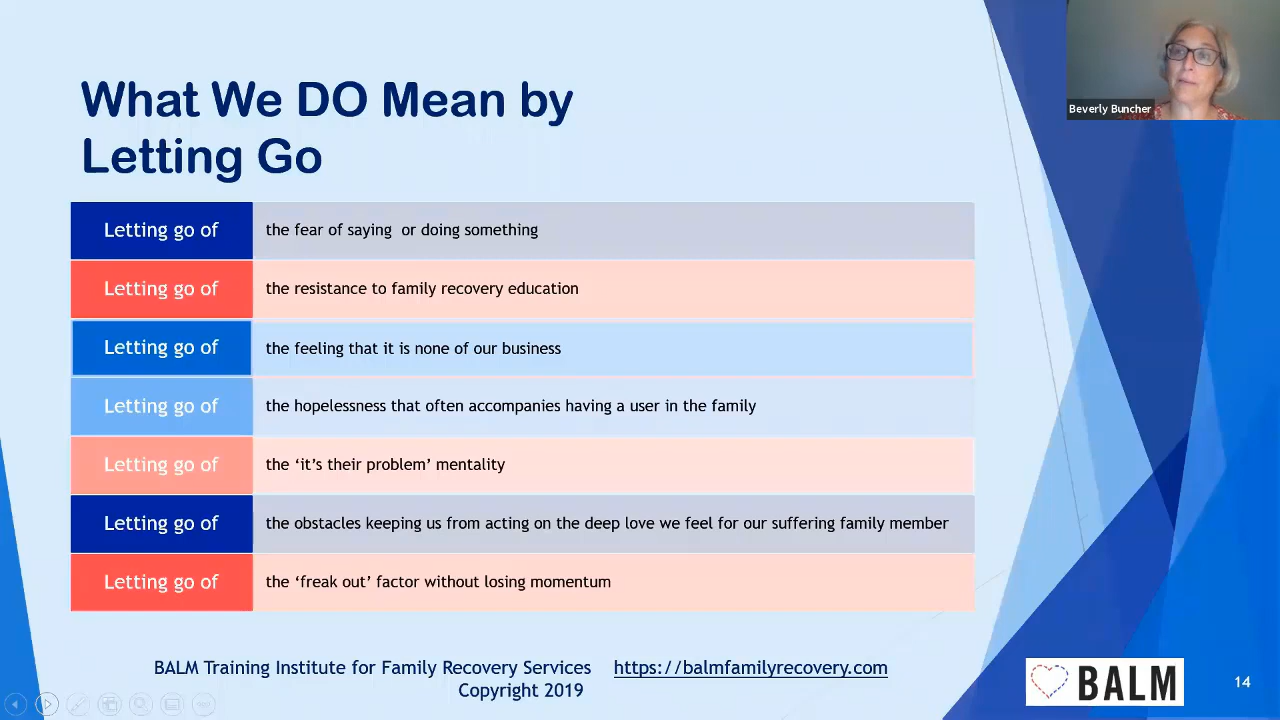 What We DO Mean by
Letting Go
Beverly Buncher
Letting go of the fear of saying  or doing something
Letting go of the resistance to family recovery education
Letting go of the feeling that it is none of our business
Letting go of the hopelessness that often accompanies having a user in the family
Letting go of the ‘it’s their problem’ mentality
Letting go of the obstacles keeping us from acting on the deep love we feel for our suffering family member
Letting go of the ‘freak out’ factor without losing momentum
BALM Training Institute for Family Recovery Services https://balmfamilyrecovery.com
Copyright 2019
BALM
14